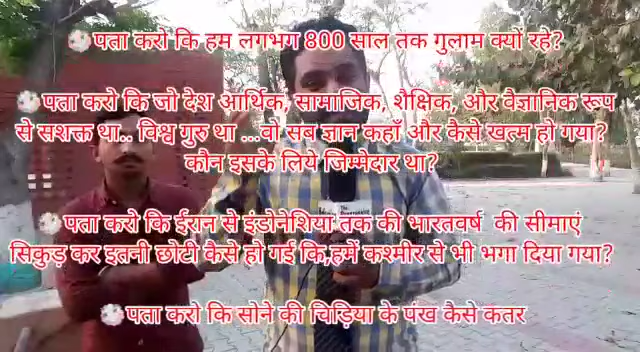 पता करो कि हम लगभग 800 साल तक गुलाम क्यों रहे?
पता करो कि जो देश आर्थिक, सामाजिक, शैक्षिक, और वैज्ञानिक रूप
से सशक्त था.. विश्व गुरु था ...वो सब ज्ञान कहाँ और कैसे खत्म हो गया?
कौन इसके लिये जिम्मेदार था?
पता करो कि ईरान से इंडोनेशिया तक की भारतवर्ष की सीमाएं
सिकुड़ कर इतनी छोटी कैसे हो गई कि,हमें कश्मीर से भी भगा दिया गया?
पता करो कि सोने की चिड़िया के पंख कैसे कतर